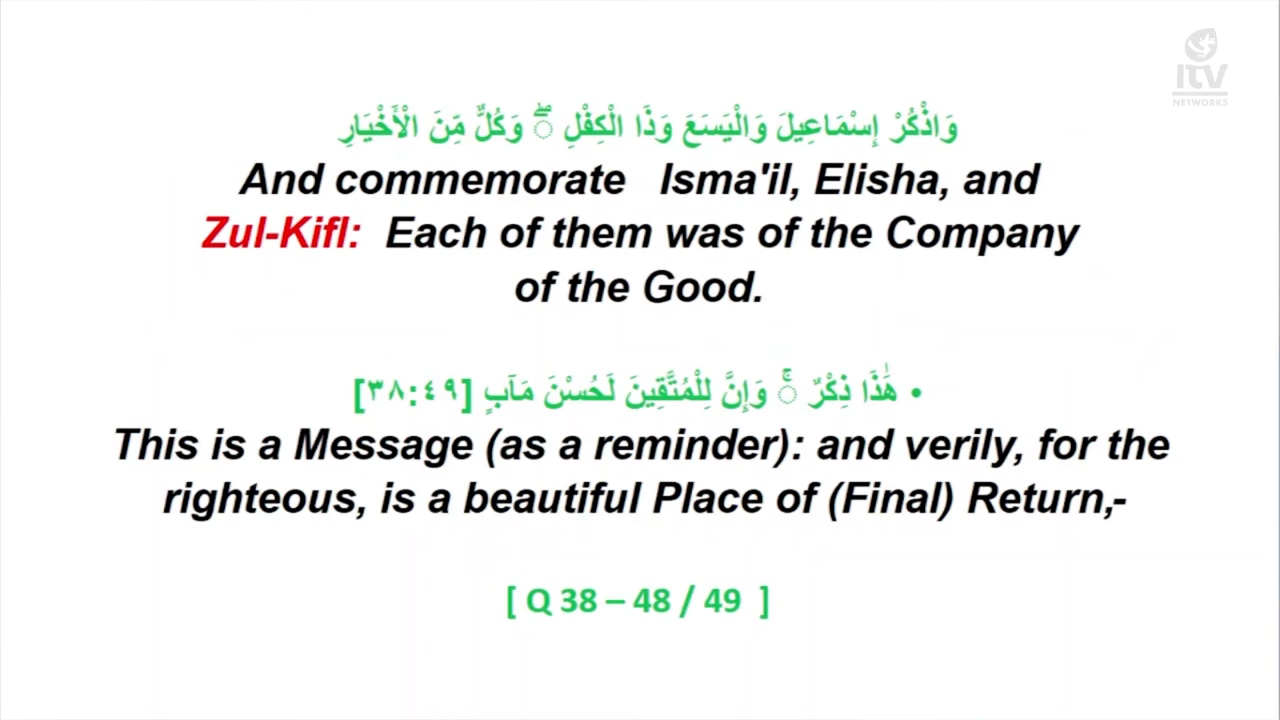 ITV
NETWORKS
وَاذْكُرْ إِسْمَاعِيلَ وَالْيَسَعَ وَذَا الْكِفْلِ ۖ وَكُلٌّ مِّنَ الْأَخْيَارِ
And commemorate Isma'il, Elisha, and
Zul-Kifl: Each of them was of the Company
of the Good.
• هَٰذَا ذِكْرٌ ۚ وَإِنَّ لِلْمُتَّقِينَ لَحُسْنَ مَآبٍ [٣٨:٤٩]
This is a Message (as a reminder): and verily, for the
righteous, is a beautiful Place of (Final) Return,-
[ Q 38 – 48 / 49 ]